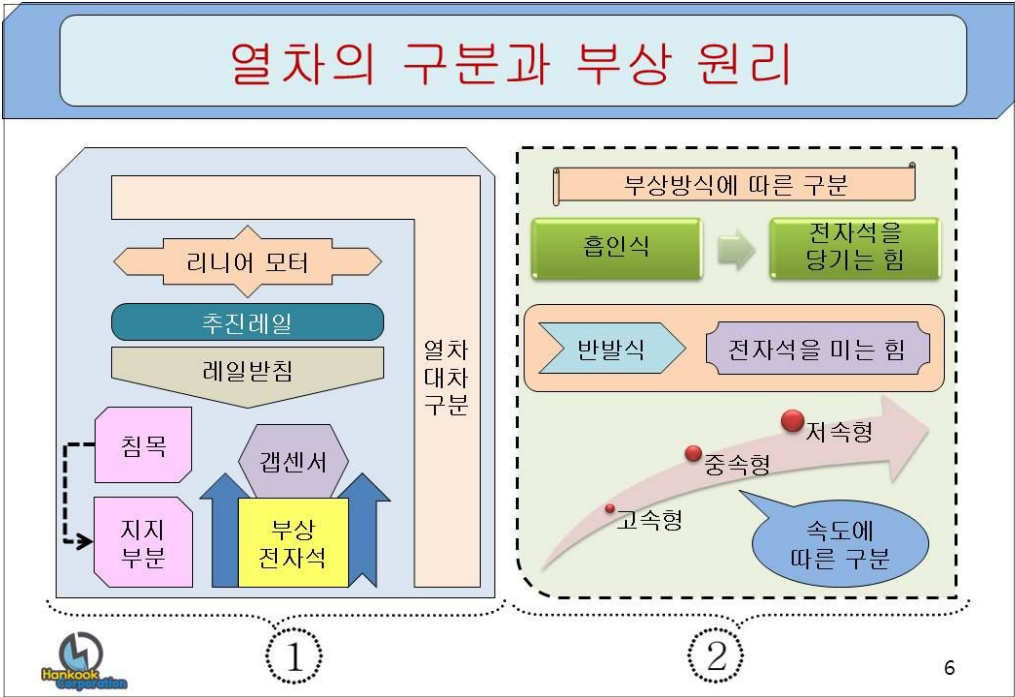 열차의 구분과 부상 원리
리니어 모터
추진레일
레일받침
열차
대차
구분
침목
갭센서
지지
부분
부상
전자석
①
부상방식에 따른 구분
흡인식
전자석을
당기는 힘
반발식
전자석을 미는 힘
저속형
중속형
고속형
속도에
따른 구분
②
Hankook
Corporation
6